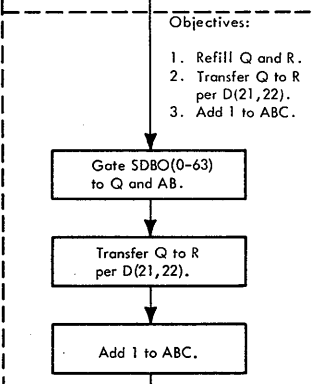 Objectives:
1. Refill Q and R.
2. Transfer Q to R
per D(21,22).
3. Add 1 to ABC.
Gate SDBO(0-63)
to Q and AB.
Transfer Q to R
per D(21,22).
Add 1 to ABC.